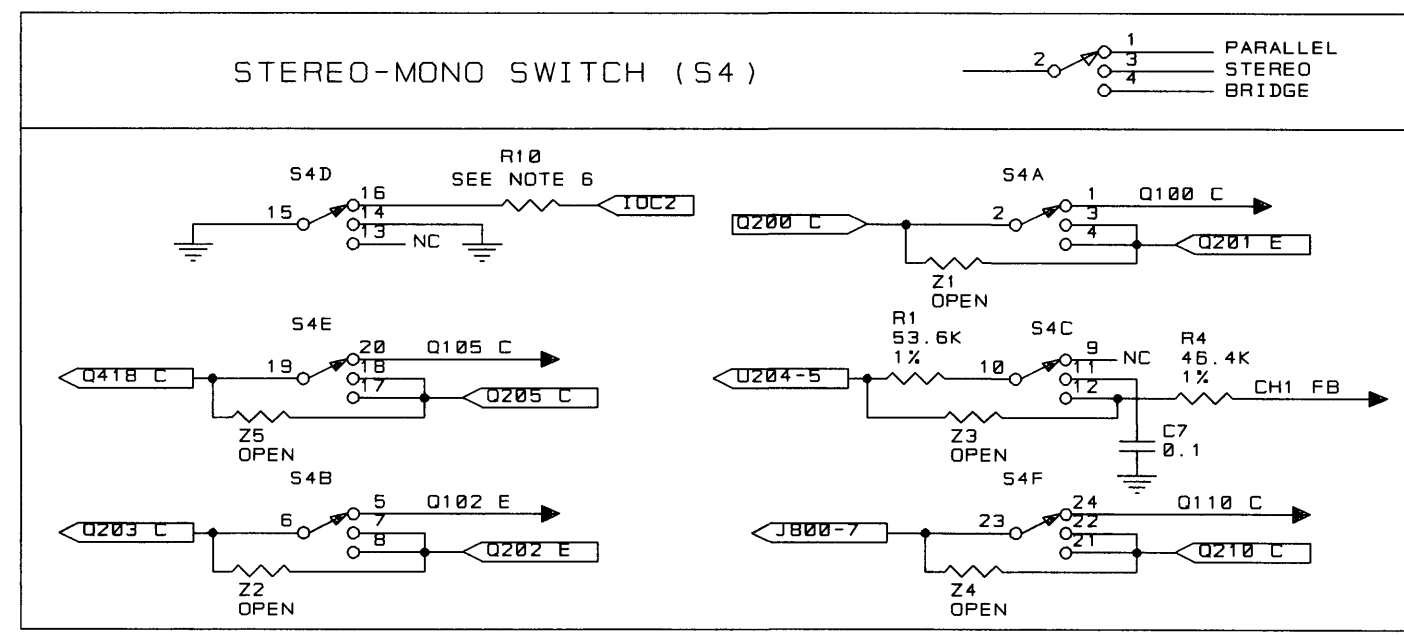 STEREO-MONO SWITCH (S4)
2
1 PARALLEL
3 STEREO
4 BRIDGE
S4D
R10
SEE NOTE 6
15
16
14
13
NC
IOC2
S4A
Q200 C
2
1
3
4
Q100 C
Q201 E
Z1
OPEN
S4E
Q418 C
19
20
18
17
Q105 C
Q205 C
Z5
OPEN
R1
53.6K
1%
S4C
U204-5
10
9
11
12
NC
R4
46.4K
1%
CH1 FB
Z3
OPEN
C7
0.1
S4B
Q203 C
6
5
7
8
Q102 E
Q202 E
Z2
OPEN
S4F
J800-7
23
24
22
21
Q110 C
Q210 C
Z4
OPEN